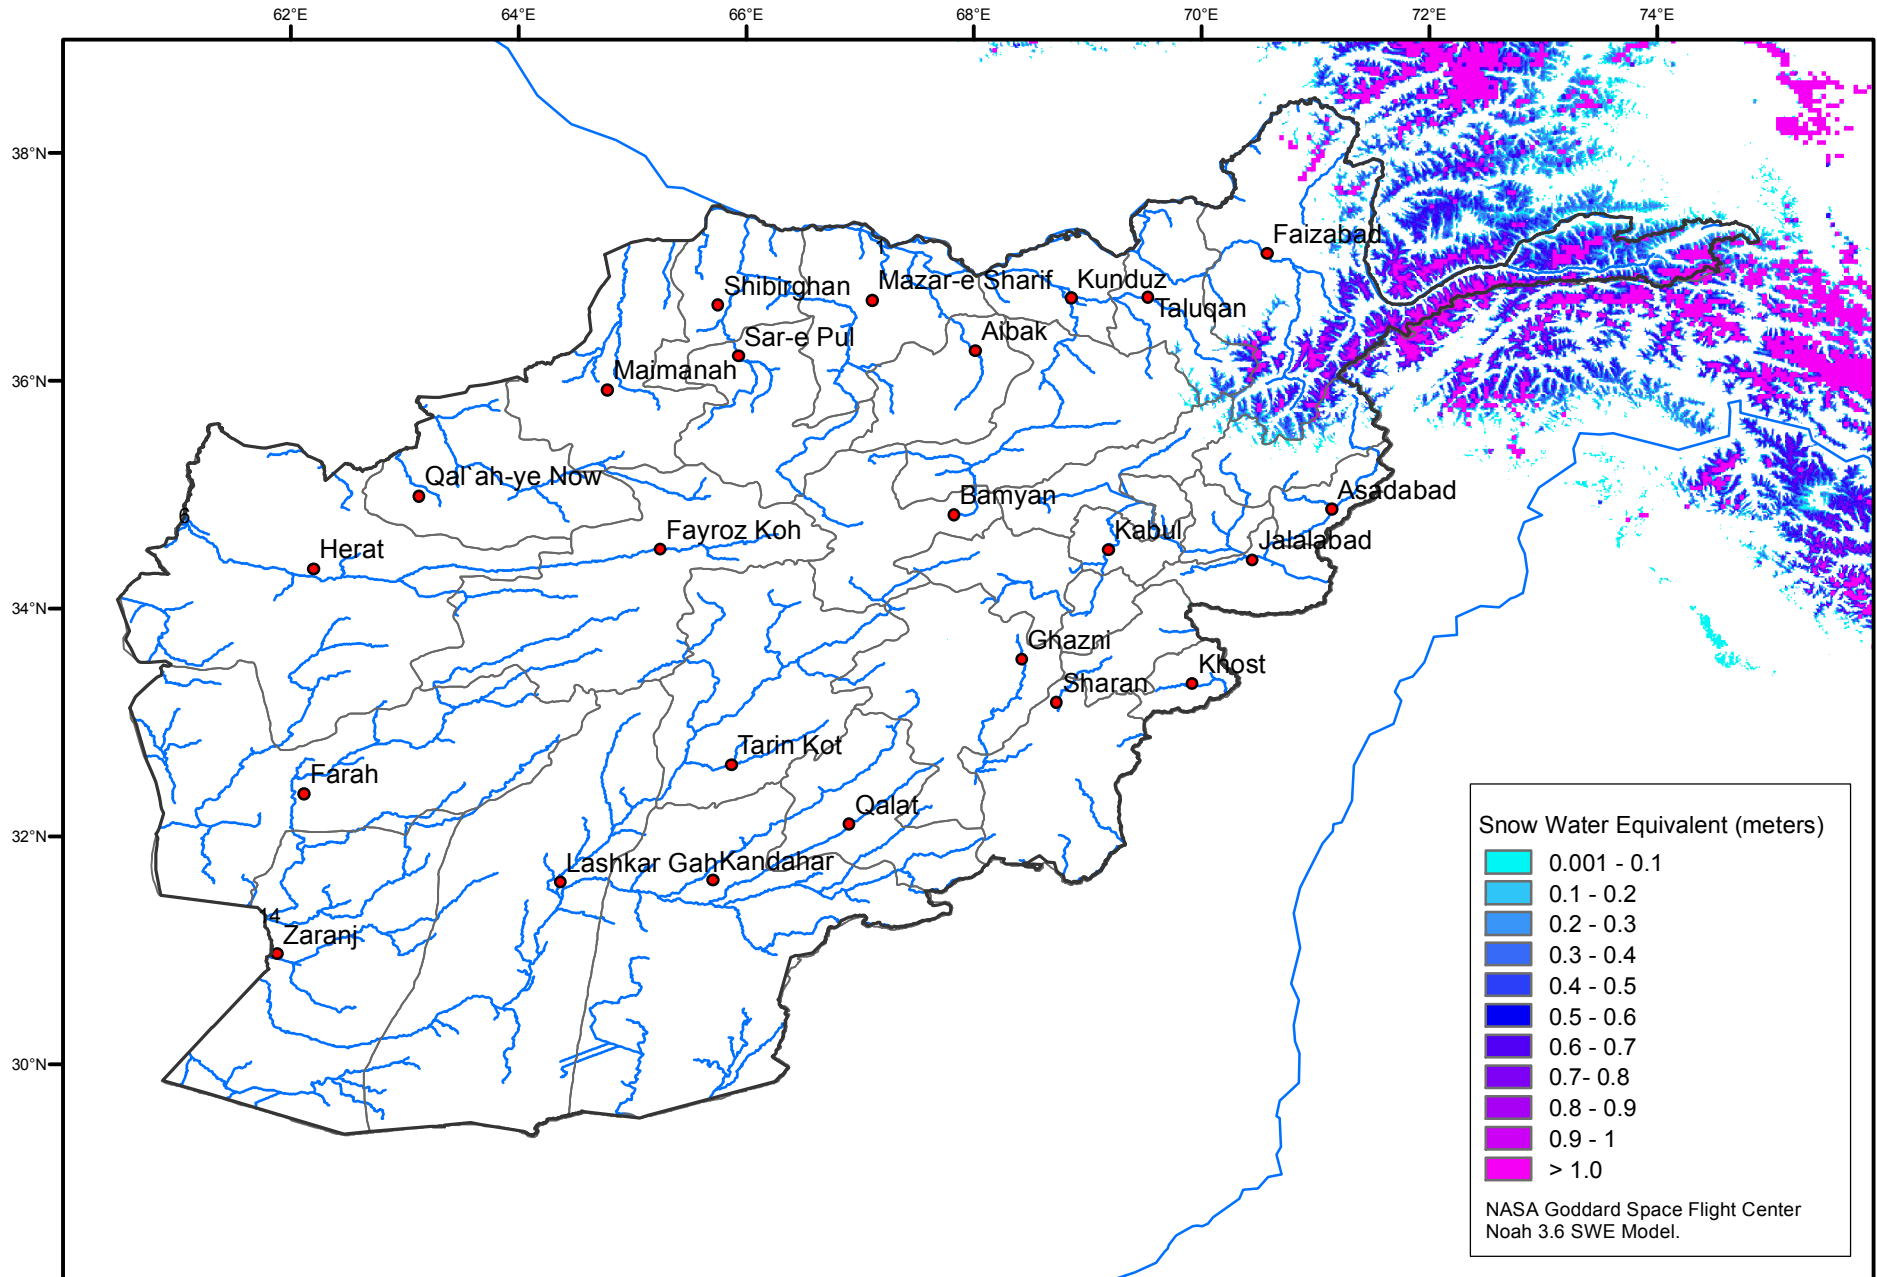 62°E
64°E
66°E
68°E
70°E
72°E
74°E
38°N
36°N
34°N
32°N
30°N
Faizabad
Shibirghan
Mazar-e Sharif
Kunduz
Taluqan
Sar-e Pul
Aibak
Maimanah
Qal`ah-ye Now
Bamyan
Asadabad
6
Fayroz Koh
Kabul
Jalalabad
Herat
Ghazni
Khost
Sharan
Tarin Kot
Farah
Qalat
Lashkar Gah
Kandahar
14
Zaranj
Snow Water Equivalent (meters)
0.001 - 0.1
0.1 - 0.2
0.2 - 0.3
0.3 - 0.4
0.4 - 0.5
0.5 - 0.6
0.6 - 0.7
0.7- 0.8
0.8 - 0.9
0.9 - 1
> 1.0
NASA Goddard Space Flight Center
Noah 3.6 SWE Model.